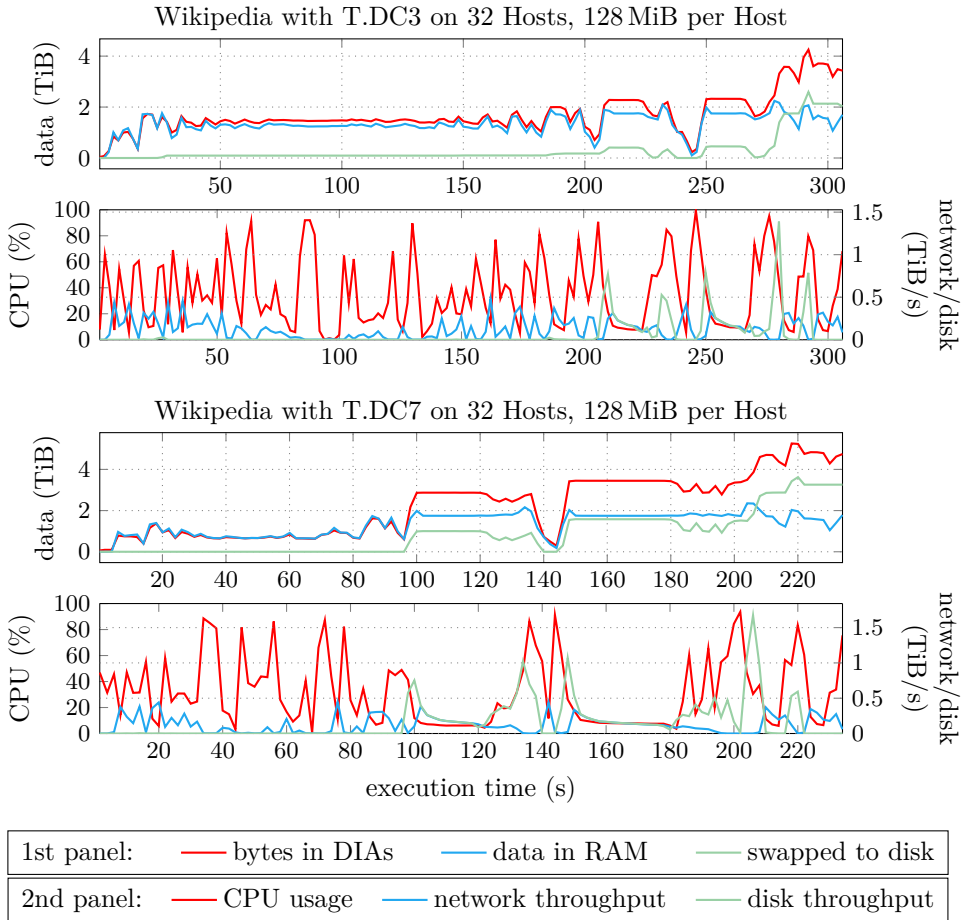 Wikipedia with T.DC3 on 32 Hosts, 128 MiB per Host
data (TiB)
4
2
0
50 100 150 200 250 300
CPU (%)
100
80
60
40
20
0
1.5
1
0.5
0
network/disk
(TiB/s)
50 100 150 200 250 300
Wikipedia with T.DC7 on 32 Hosts, 128 MiB per Host
data (TiB)
4
2
0
20 40 60 80 100 120 140 160 180 200 220
CPU (%)
100
80
60
40
20
0
1.5
1
0.5
0
network/disk
(TiB/s)
20 40 60 80 100 120 140 160 180 200 220
execution time (s)
1st panel: bytes in DIAs data in RAM swapped to disk
2nd panel: CPU usage network throughput disk throughput